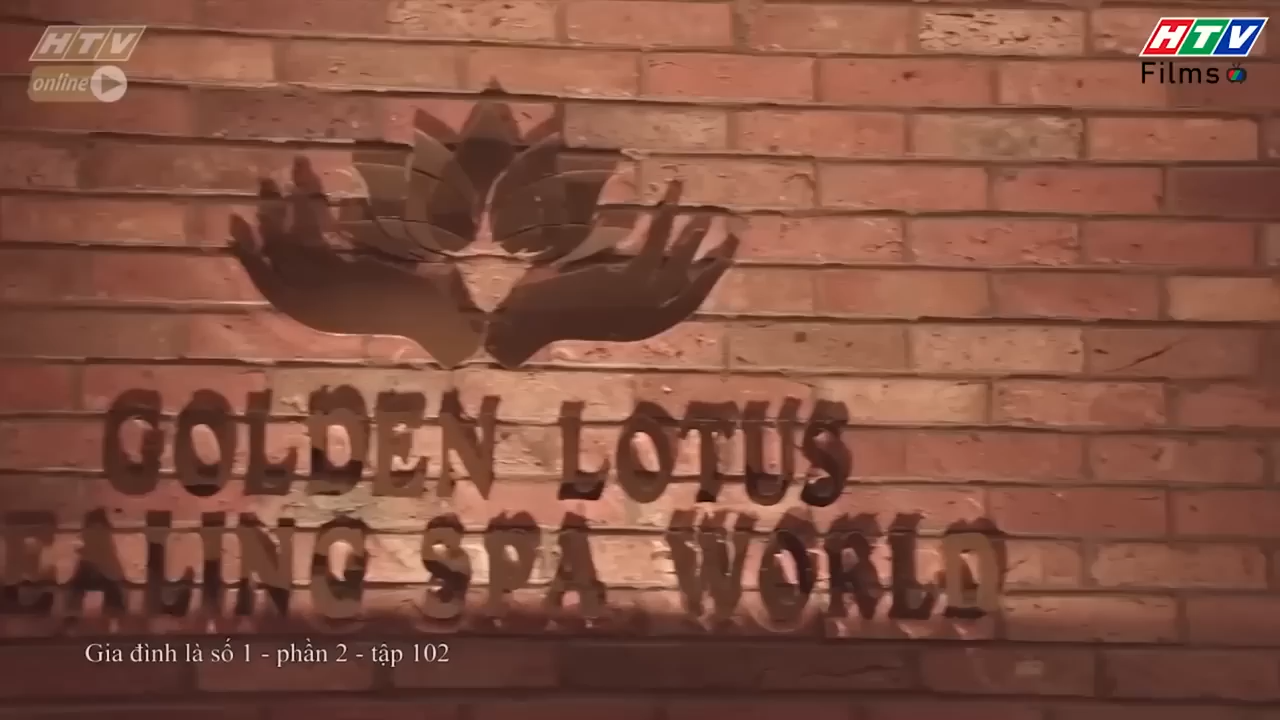 HTV
online
HTV
Films
GOLDEN LOTUS
EALING SPA WORLD
Gia đình là số 1 - phần 2 - tập 102